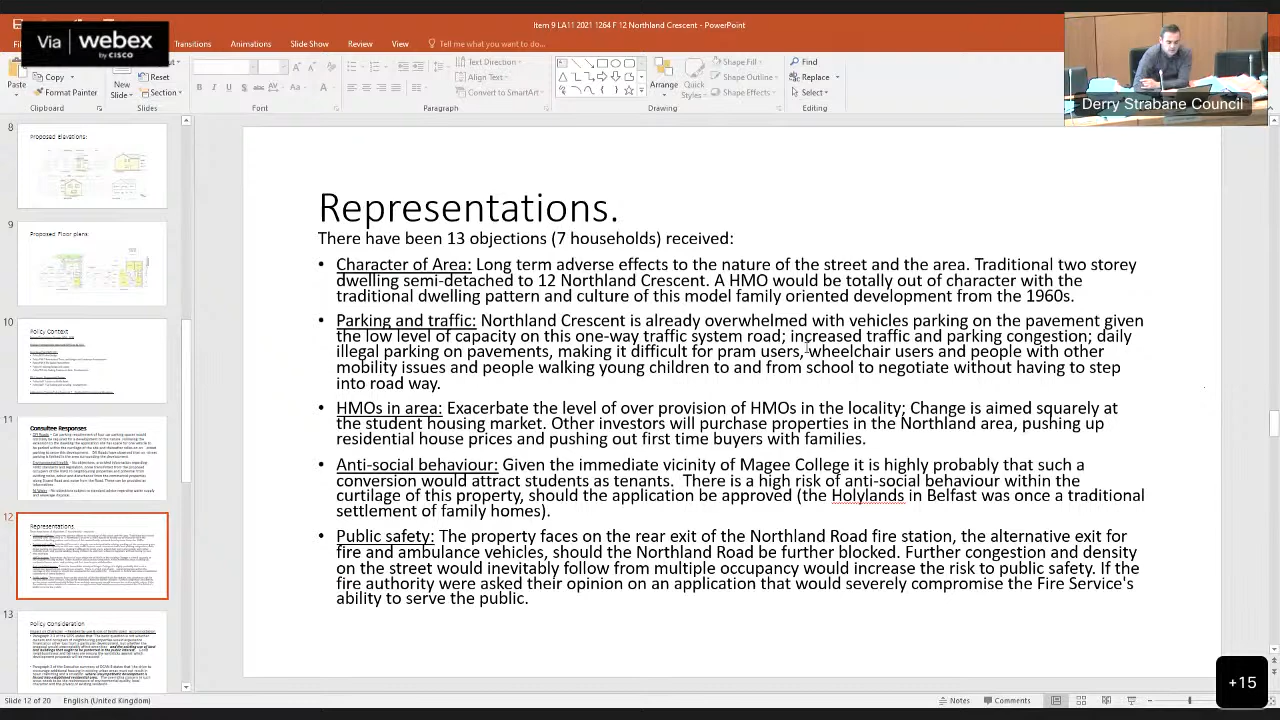 Item 9 LA11 2021 1264 F 12 Northland Crescent - PowerPoint
Via webex
by CISCO
Transitions Animations Slide Show Review View Tell me what you want to do...
Derry Strabane Council
Paste
Copy
Format Painter
Clipboard
New Slide
Reset
Section
Slides
Font
Text Direction
Align Text
Convert to SmartArt
Paragraph
Arrange
Quick Styles
Shape Fill
Shape Outline
Shape Effects
Drawing
Find
Replace
Select
Editing
8
Proposed Elevations:
9
Proposed Floor plans:
10
Policy Context
11
Consultee Responses
12
Representations.
13
Policy Consideration
Representations.
There have been 13 objections (7 households) received:
• Character of Area: Long term adverse effects to the nature of the street and the area. Traditional two storey
dwelling semi-detached to 12 Northland Crescent. A HMO would be totally out of character with the
traditional dwelling pattern and culture of this model family oriented development from the 1960s.
• Parking and traffic: Northland Crescent is already overwhelmed with vehicles parking on the pavement given
the low level of capacity on this one-way traffic system road; increased traffic and parking congestion; daily
illegal parking on pavements, making it difficult for pram users, wheelchair users and people with other
mobility issues and people walking young children to and from school to negotiate without having to step
into road way.
• HMOs in area: Exacerbate the level of over provision of HMOs in the locality; Change is aimed squarely at
the student housing market. Other investors will purchase properties in the Northland area, pushing up
residential house prices and pushing out first time buyers with families.
• Anti-social behaviour: Given the immediate vicinity of Magee College it is highly probably that such a
conversion would attract students as tenants. There is a high risk of anti-social behaviour within the
curtilage of this property, should the application be approved (the Holylands in Belfast was once a traditional
settlement of family homes).
• Public safety: The property faces on the rear exit of the Northland Road fire station, the alternative exit for
fire and ambulance vehicles, should the Northland Road be further blocked. Further congestion and density
on the street would inevitably follow from multiple occupancy would increase the risk to public safety. If the
fire authority were asked their opinion on an application that would severely compromise the Fire Service's
ability to serve the public.
+15
Slide 12 of 20 English (United Kingdom) Notes Comments